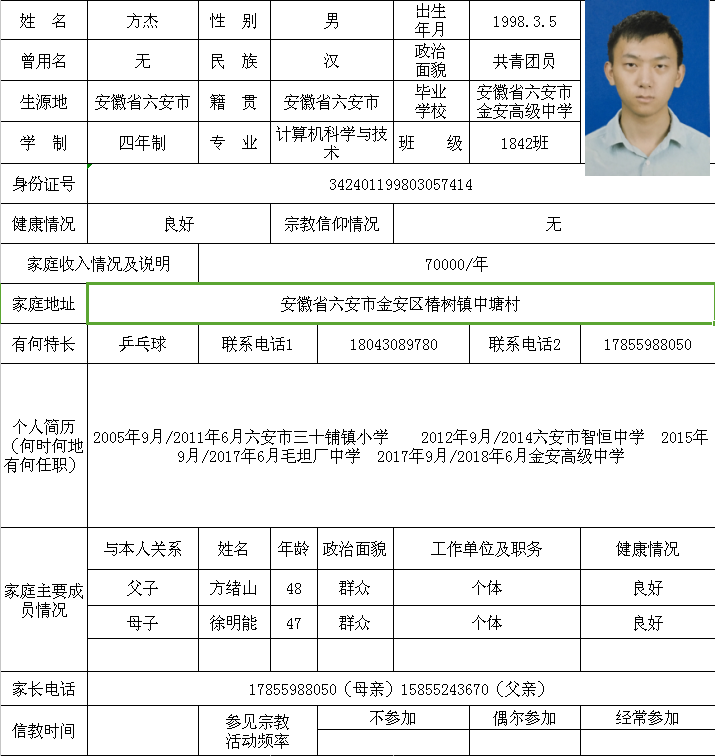 姓 名 方杰 性 别 男 出生年月 1998.3.5
曾用名 无 民 族 汉 政治面貌 共青团员
生源地 安徽省六安市 籍 贯 安徽省六安市 毕业学校 安徽省六安市金安高级中学
学 制 四年制 专 业 计算机科学与技术 班 级 1842班
身份证号 342401199803057414
健康情况 良好 宗教信仰情况 无
家庭收入情况及说明 70000/年
家庭地址 安徽省六安市金安区椿树镇中塘村
有何特长 乒乓球 联系电话1 18043089780 联系电话2 17855988050
个人简历
（何时何地
有何任职）
2005年9月/2011年6月六安市三十铺镇小学 2012年9月/2014六安市智恒中学 2015年
9月/2017年6月毛坦厂中学 2017年9月/2018年6月金安高级中学
家庭主要成
员情况
与本人关系 姓名 年龄 政治面貌 工作单位及职务 健康情况
父子 方绪山 48 群众 个体 良好
母子 徐明能 47 群众 个体 良好
家长电话 17855988050（母亲）15855243670（父亲）
信教时间 参见宗教
活动频率
不参加 偶尔参加 经常参加